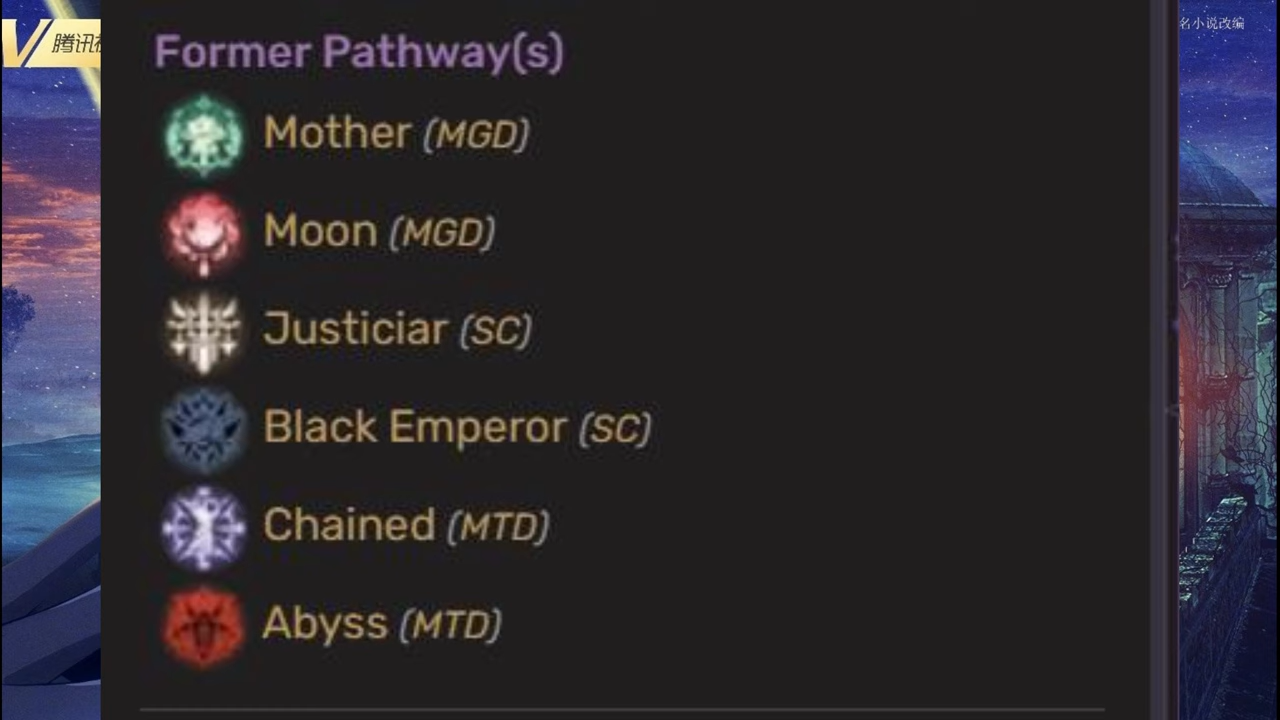 Former Pathway(s)
Mother (MGD)
Moon (MGD)
Justiciar (SC)
Black Emperor (SC)
Chained (MTD)
Abyss (MTD)
腾讯
名小说改编